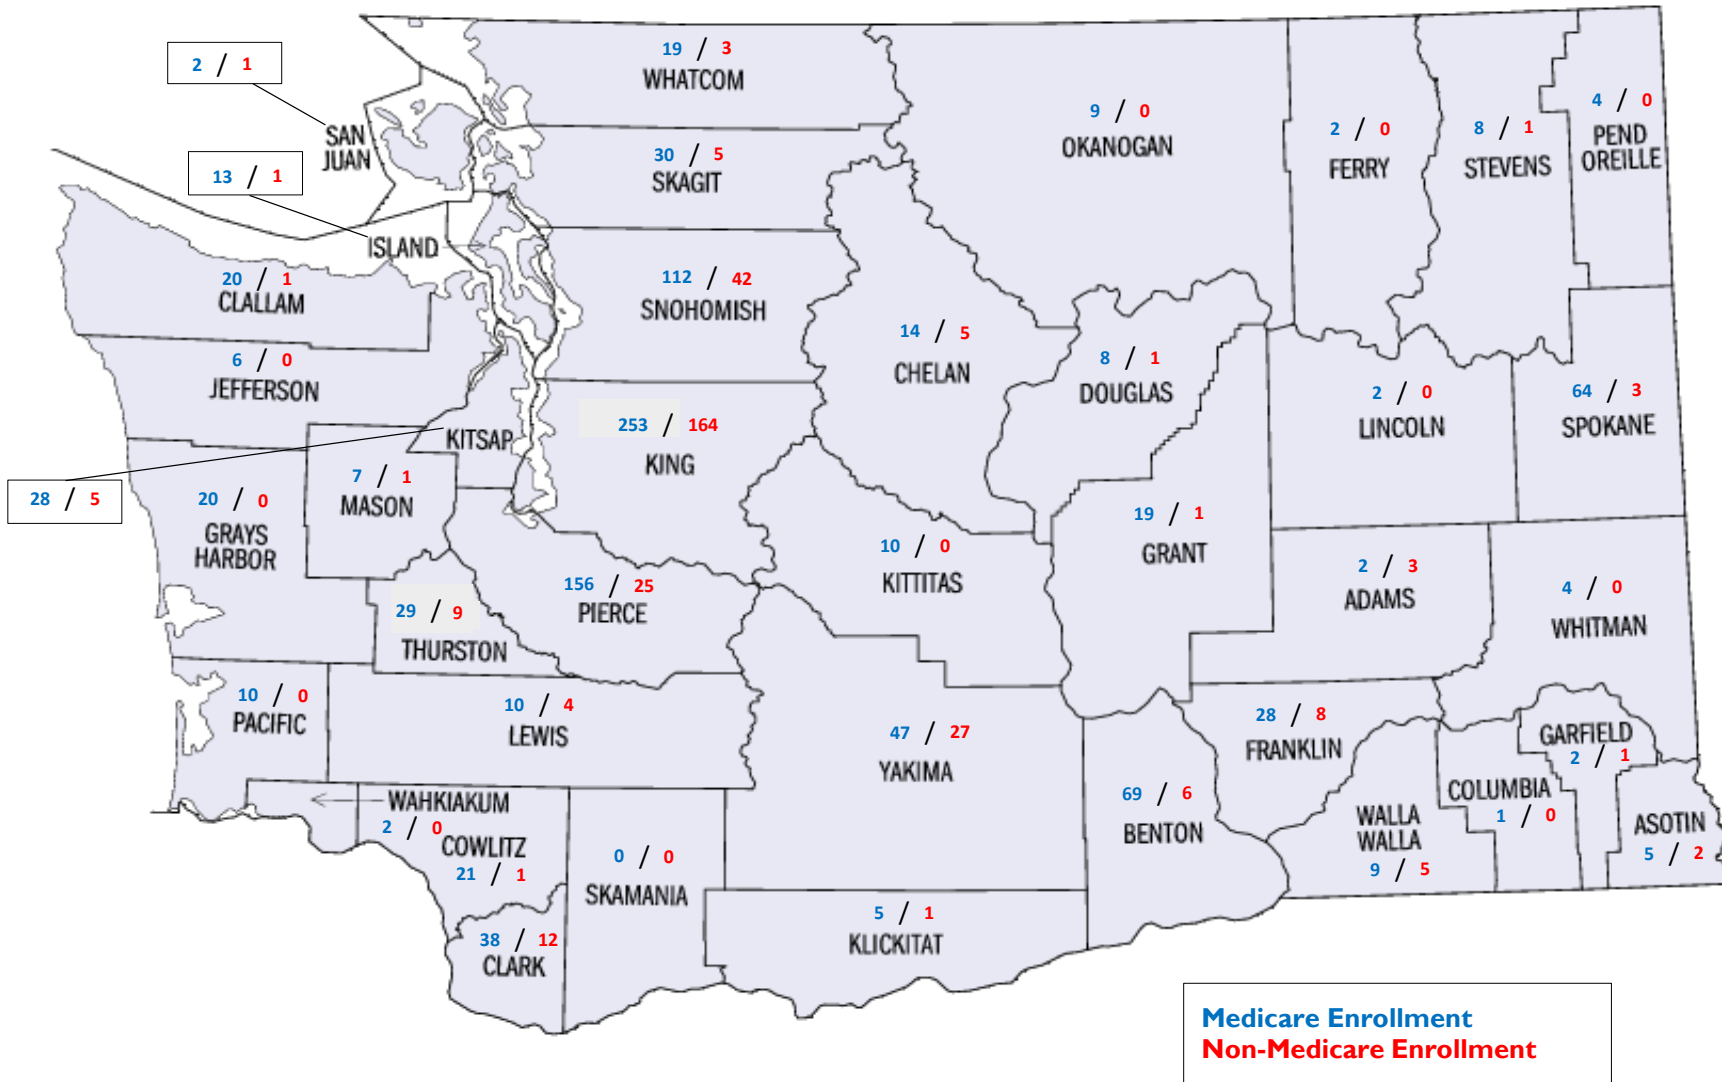 19 / 3
WHATCOM
2 / 1
SAN
JUAN
9 / 0
OKANOGAN
2 / 0
FERRY
8 / 1
STEVENS
4 / 0
PEND
OREILLE
30 / 5
SKAGIT
13 / 1
ISLAND
20 / 1
CLALLAM
112 / 42
SNOHOMISH
6 / 0
JEFFERSON
14 / 5
CHELAN
8 / 1
DOUGLAS
2 / 0
LINCOLN
64 / 3
SPOKANE
KITSAP
28 / 5
253 / 164
KING
7 / 1
MASON
20 / 0
GRAYS
HARBOR
19 / 1
GRANT
10 / 0
KITTITAS
2 / 3
ADAMS
4 / 0
WHITMAN
156 / 25
PIERCE
29 / 9
THURSTON
10 / 0
PACIFIC
10 / 4
LEWIS
47 / 27
YAKIMA
28 / 8
FRANKLIN
GARFIELD
2 / 1
COLUMBIA
1 / 0
69 / 6
BENTON
WALLA
WALLA
9 / 5
ASOTIN
5 / 2
WAHKIAKUM
2 / 0
COWLITZ
21 / 1
0 / 0
SKAMANIA
5 / 1
KLICKITAT
38 / 12
CLARK
Medicare Enrollment
Non-Medicare Enrollment